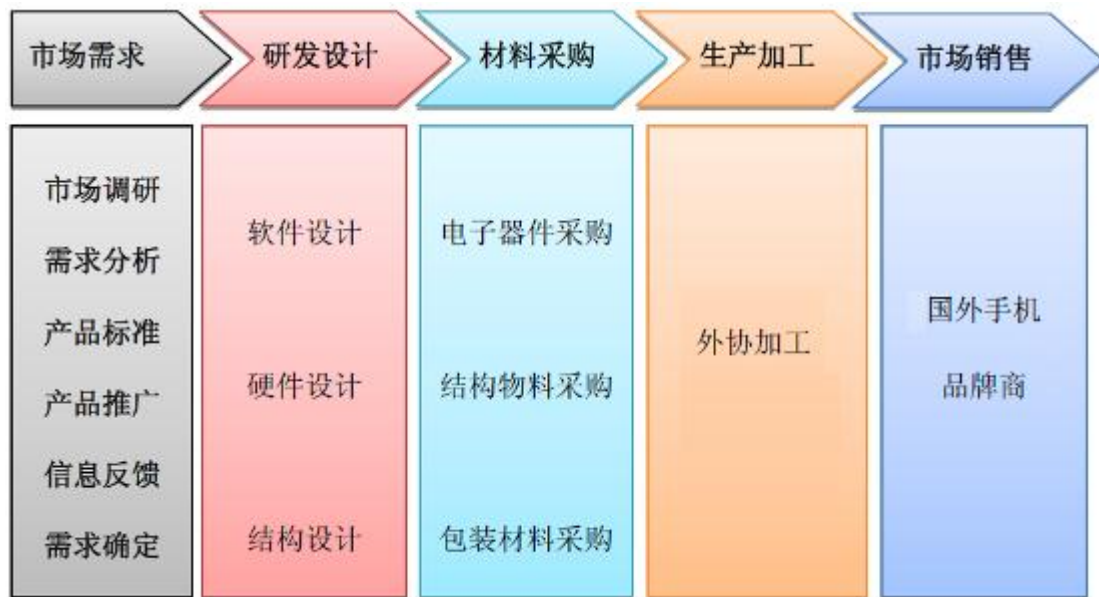 市场需求
研发设计
材料采购
生产加工
市场销售
市场调研
需求分析
产品标准
产品推广
信息反馈
需求确定
软件设计
硬件设计
结构设计
电子器件采购
结构物料采购
包装材料采购
外协加工
国外手机
品牌商